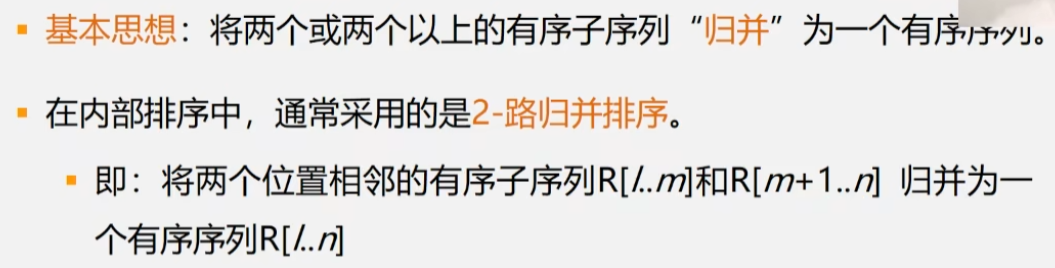 ▪ 基本思想：将两个或两个以上的有序子序列“归并”为一个有序序列。
▪ 在内部排序中，通常采用的是2-路归并排序。
▪ 即：将两个位置相邻的有序子序列R[l..m]和R[m+1..n] 归并为一
个有序序列R[l..n]